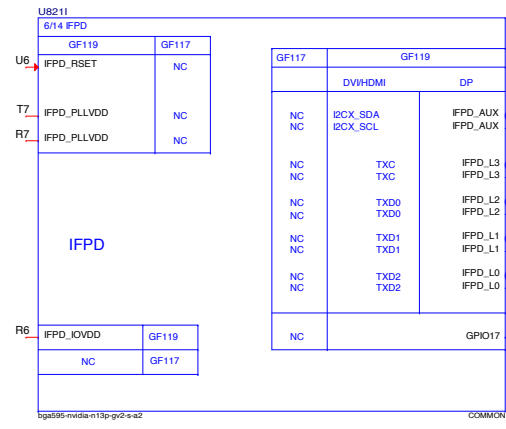 U821I
6/14 IFPD
GF119 GF117
U6 IFPD_RSET NC
T7 IFPD_PLLVDD NC
R7 IFPD_PLLVDD NC
GF117 GF119
DVI/HDMI DP
NC I2CX_SDA IFPD_AUX
NC I2CX_SCL IFPD_AUX
NC TXC IFPD_L3
NC TXC IFPD_L3
NC TXD0 IFPD_L2
NC TXD0 IFPD_L2
NC TXD1 IFPD_L1
NC TXD1 IFPD_L1
NC TXD2 IFPD_L0
NC TXD2 IFPD_L0
IFPD
R6 IFPD_IOVDD GF119
NC GF117
NC GPIO17
bga595-nvidia-n13p-gv2-s-a2 COMMON